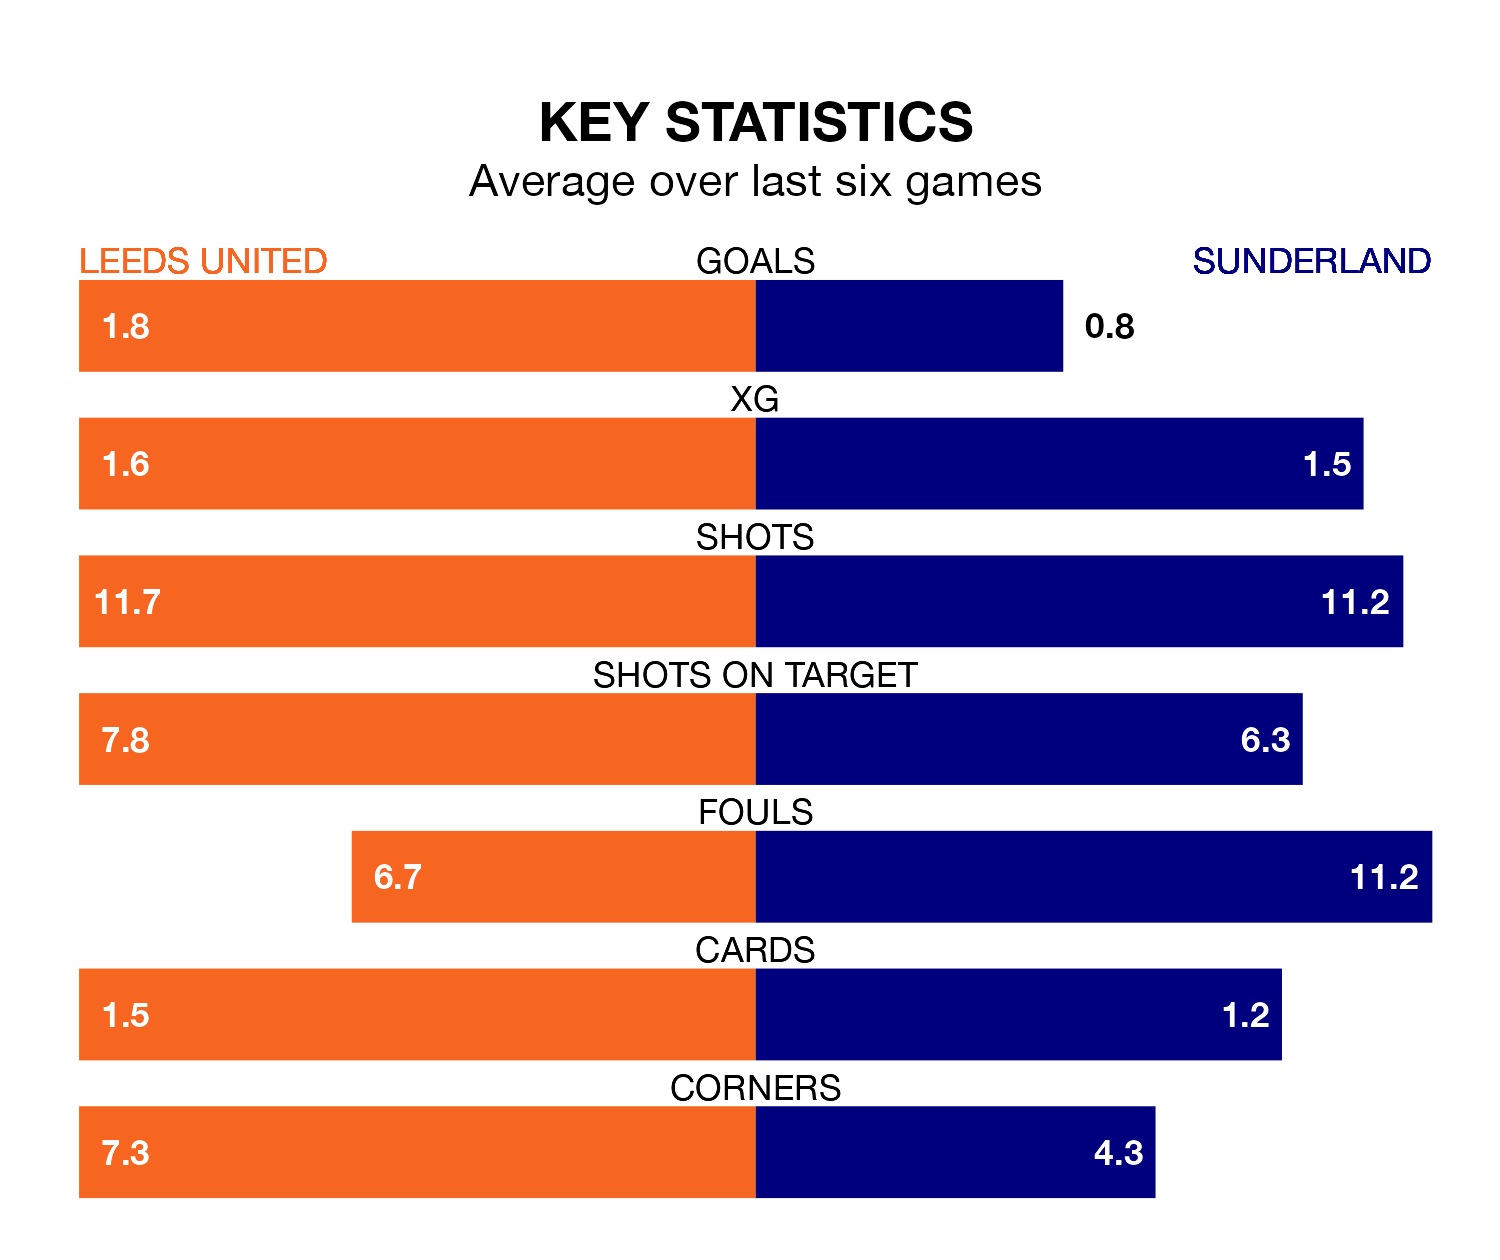 KEY STATISTICS
Average over last six games
LEEDS UNITED GOALS SUNDERLAND
1.8 0.8
XG
1.6 1.5
SHOTS
11.7 11.2
SHOTS ON TARGET
7.8 6.3
FOULS
6.7 11.2
CARDS
1.5 1.2
CORNERS
7.3 4.3